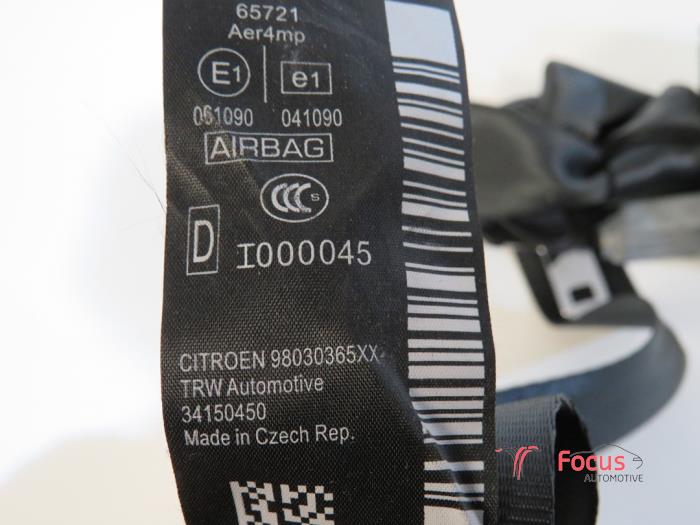 65721
Aer4mp
E1 e1
061090 041090
AIRBAG
CCC S
D I000045
CITROEN 98030365XX
TRW Automotive
34150450
Made in Czech Rep.
Focus
AUTOMOTIVE